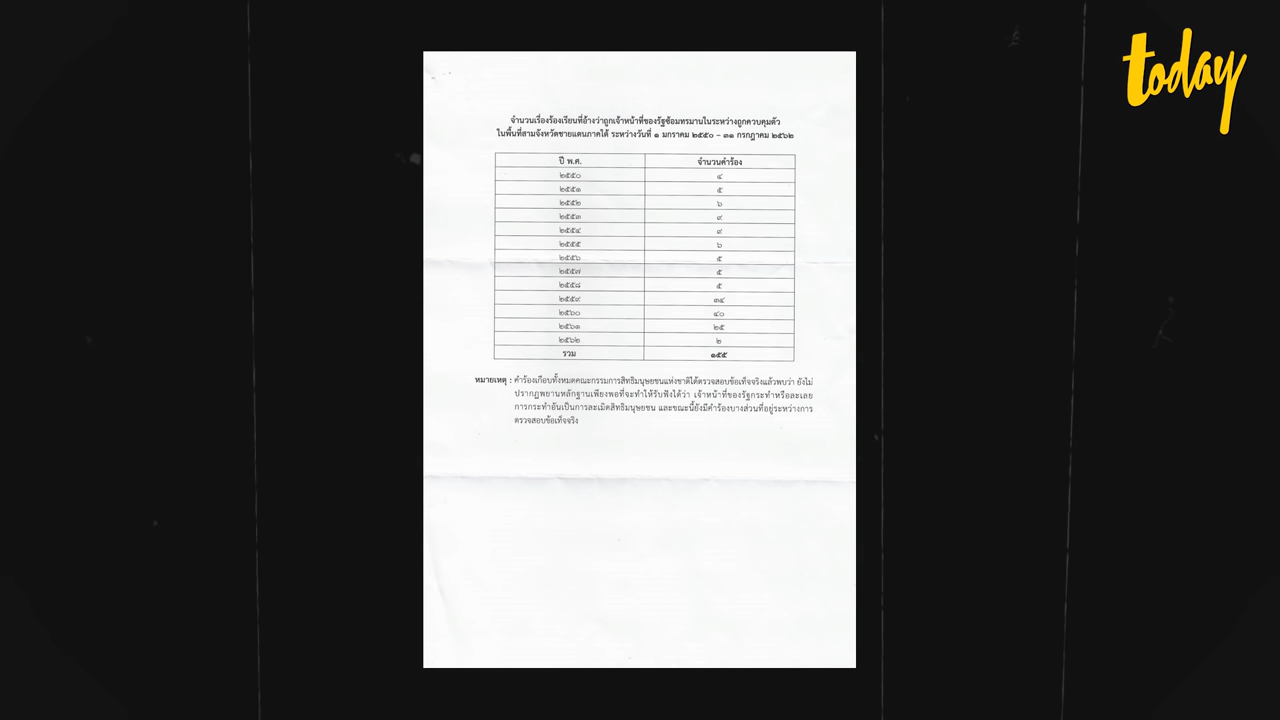 today
จำนวนเรื่องร้องเรียนที่อ้างว่าถูกเจ้าหน้าที่ของรัฐซ้อมทรมานในระหว่างถูกควบคุมตัว
ในพื้นที่สามจังหวัดชายแดนภาคใต้ ระหว่างวันที่ ๑ มกราคม ๒๕๕๐ – ๓๑ กรกฎาคม ๒๕๖๒
ปี พ.ศ. จำนวนคำร้อง
๒๕๕๐ ๔
๒๕๕๑ ๕
๒๕๕๒ ๖
๒๕๕๓ ๙
๒๕๕๔ ๙
๒๕๕๕ ๖
๒๕๕๖ ๕
๒๕๕๗ ๕
๒๕๕๘ ๕
๒๕๕๙ ๓๔
๒๕๖๐ ๔๐
๒๕๖๑ ๒๕
๒๕๖๒ ๒
รวม ๑๕๕
หมายเหตุ : คำร้องเกือบทั้งหมดคณะกรรมการสิทธิมนุษยชนแห่งชาติได้ตรวจสอบข้อเท็จจริงแล้วพบว่า ยังไม่
ปรากฏพยานหลักฐานเพียงพอที่จะทำให้รับฟังได้ว่า เจ้าหน้าที่ของรัฐกระทำหรือละเลย
การกระทำอันเป็นการละเมิดสิทธิมนุษยชน และขณะนี้ยังมีคำร้องบางส่วนที่อยู่ระหว่างการ
ตรวจสอบข้อเท็จจริง